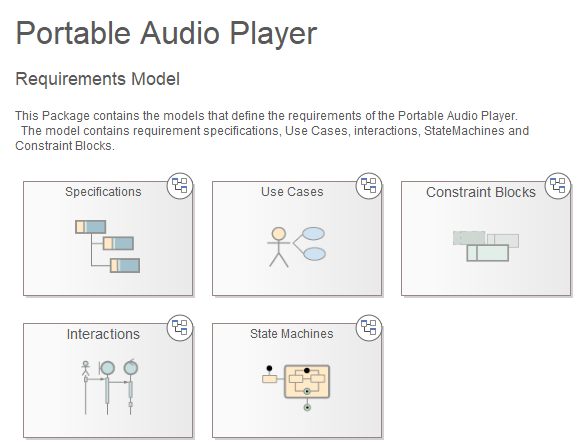 Portable Audio Player
Requirements Model
This Package contains the models that define the requirements of the Portable Audio Player.
The model contains requirement specifications, Use Cases, interactions, StateMachines and
Constraint Blocks.
Specifications
Use Cases
Constraint Blocks
Interactions
State Machines